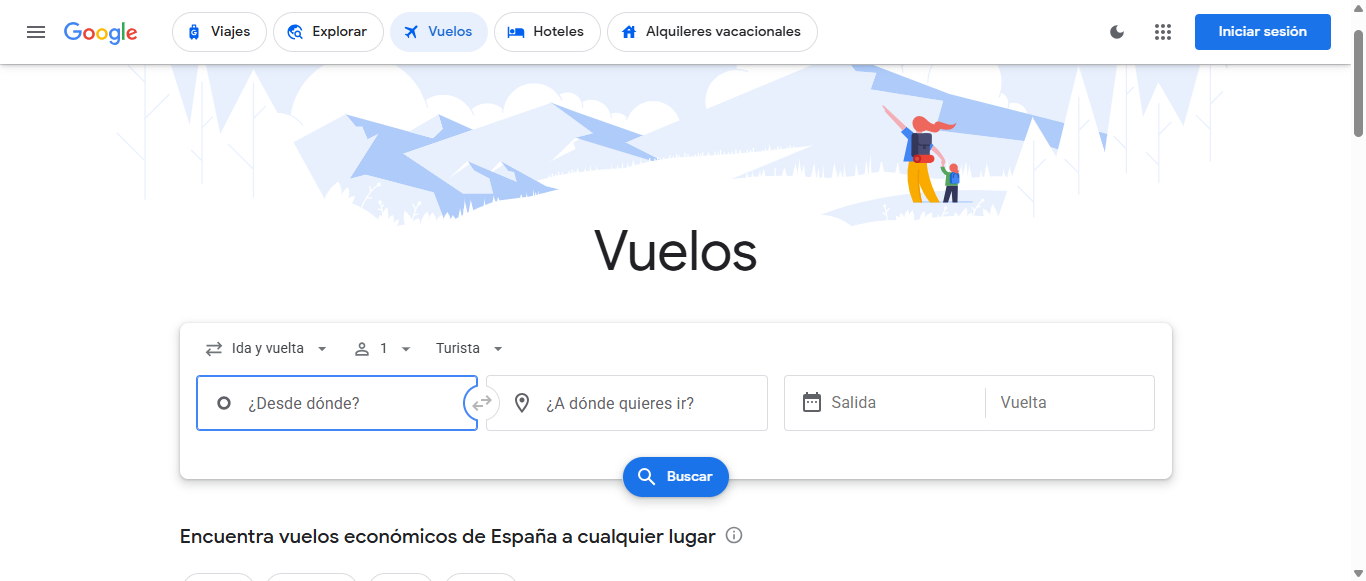 Google Viajes Explorar Vuelos Hoteles Alquileres vacacionales Iniciar sesión
Vuelos
Ida y vuelta 1 Turista
¿Desde dónde? ¿A dónde quieres ir? Salida Vuelta
Buscar
Encuentra vuelos económicos de España a cualquier lugar